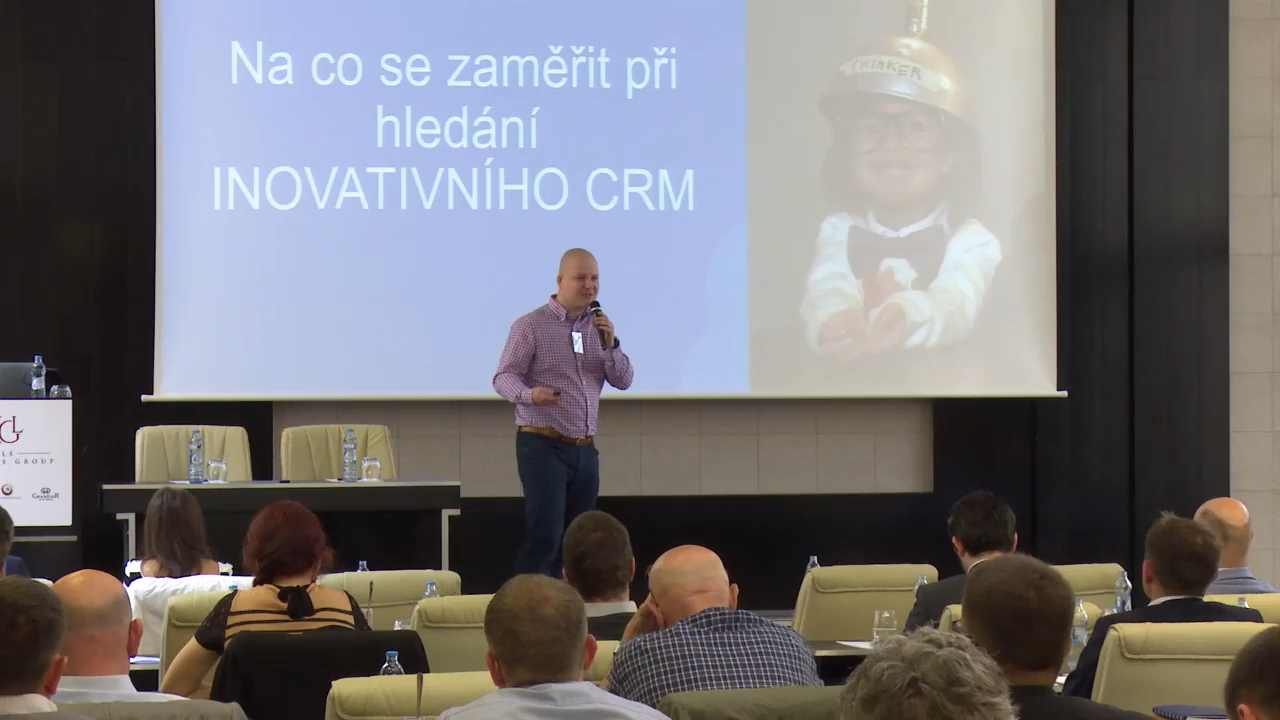 Na co se zaměřit při
hledání
INOVATIVNÍHO CRM
THINKER